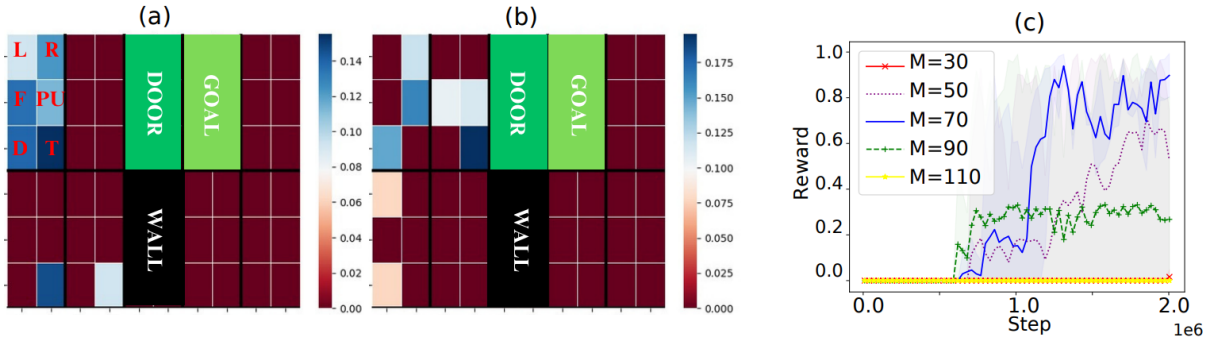 (a)
L R
F PU
D T
DOOR
GOAL
WALL
0.14
0.12
0.10
0.08
0.06
0.04
0.02
0.00
(b)
DOOR
GOAL
WALL
0.175
0.150
0.125
0.100
0.075
0.050
0.025
0.000
(c)
Reward
1.0
0.8
0.6
0.4
0.2
0.0
M=30
M=50
M=70
M=90
M=110
0.0 1.0 2.0
Step
1e6